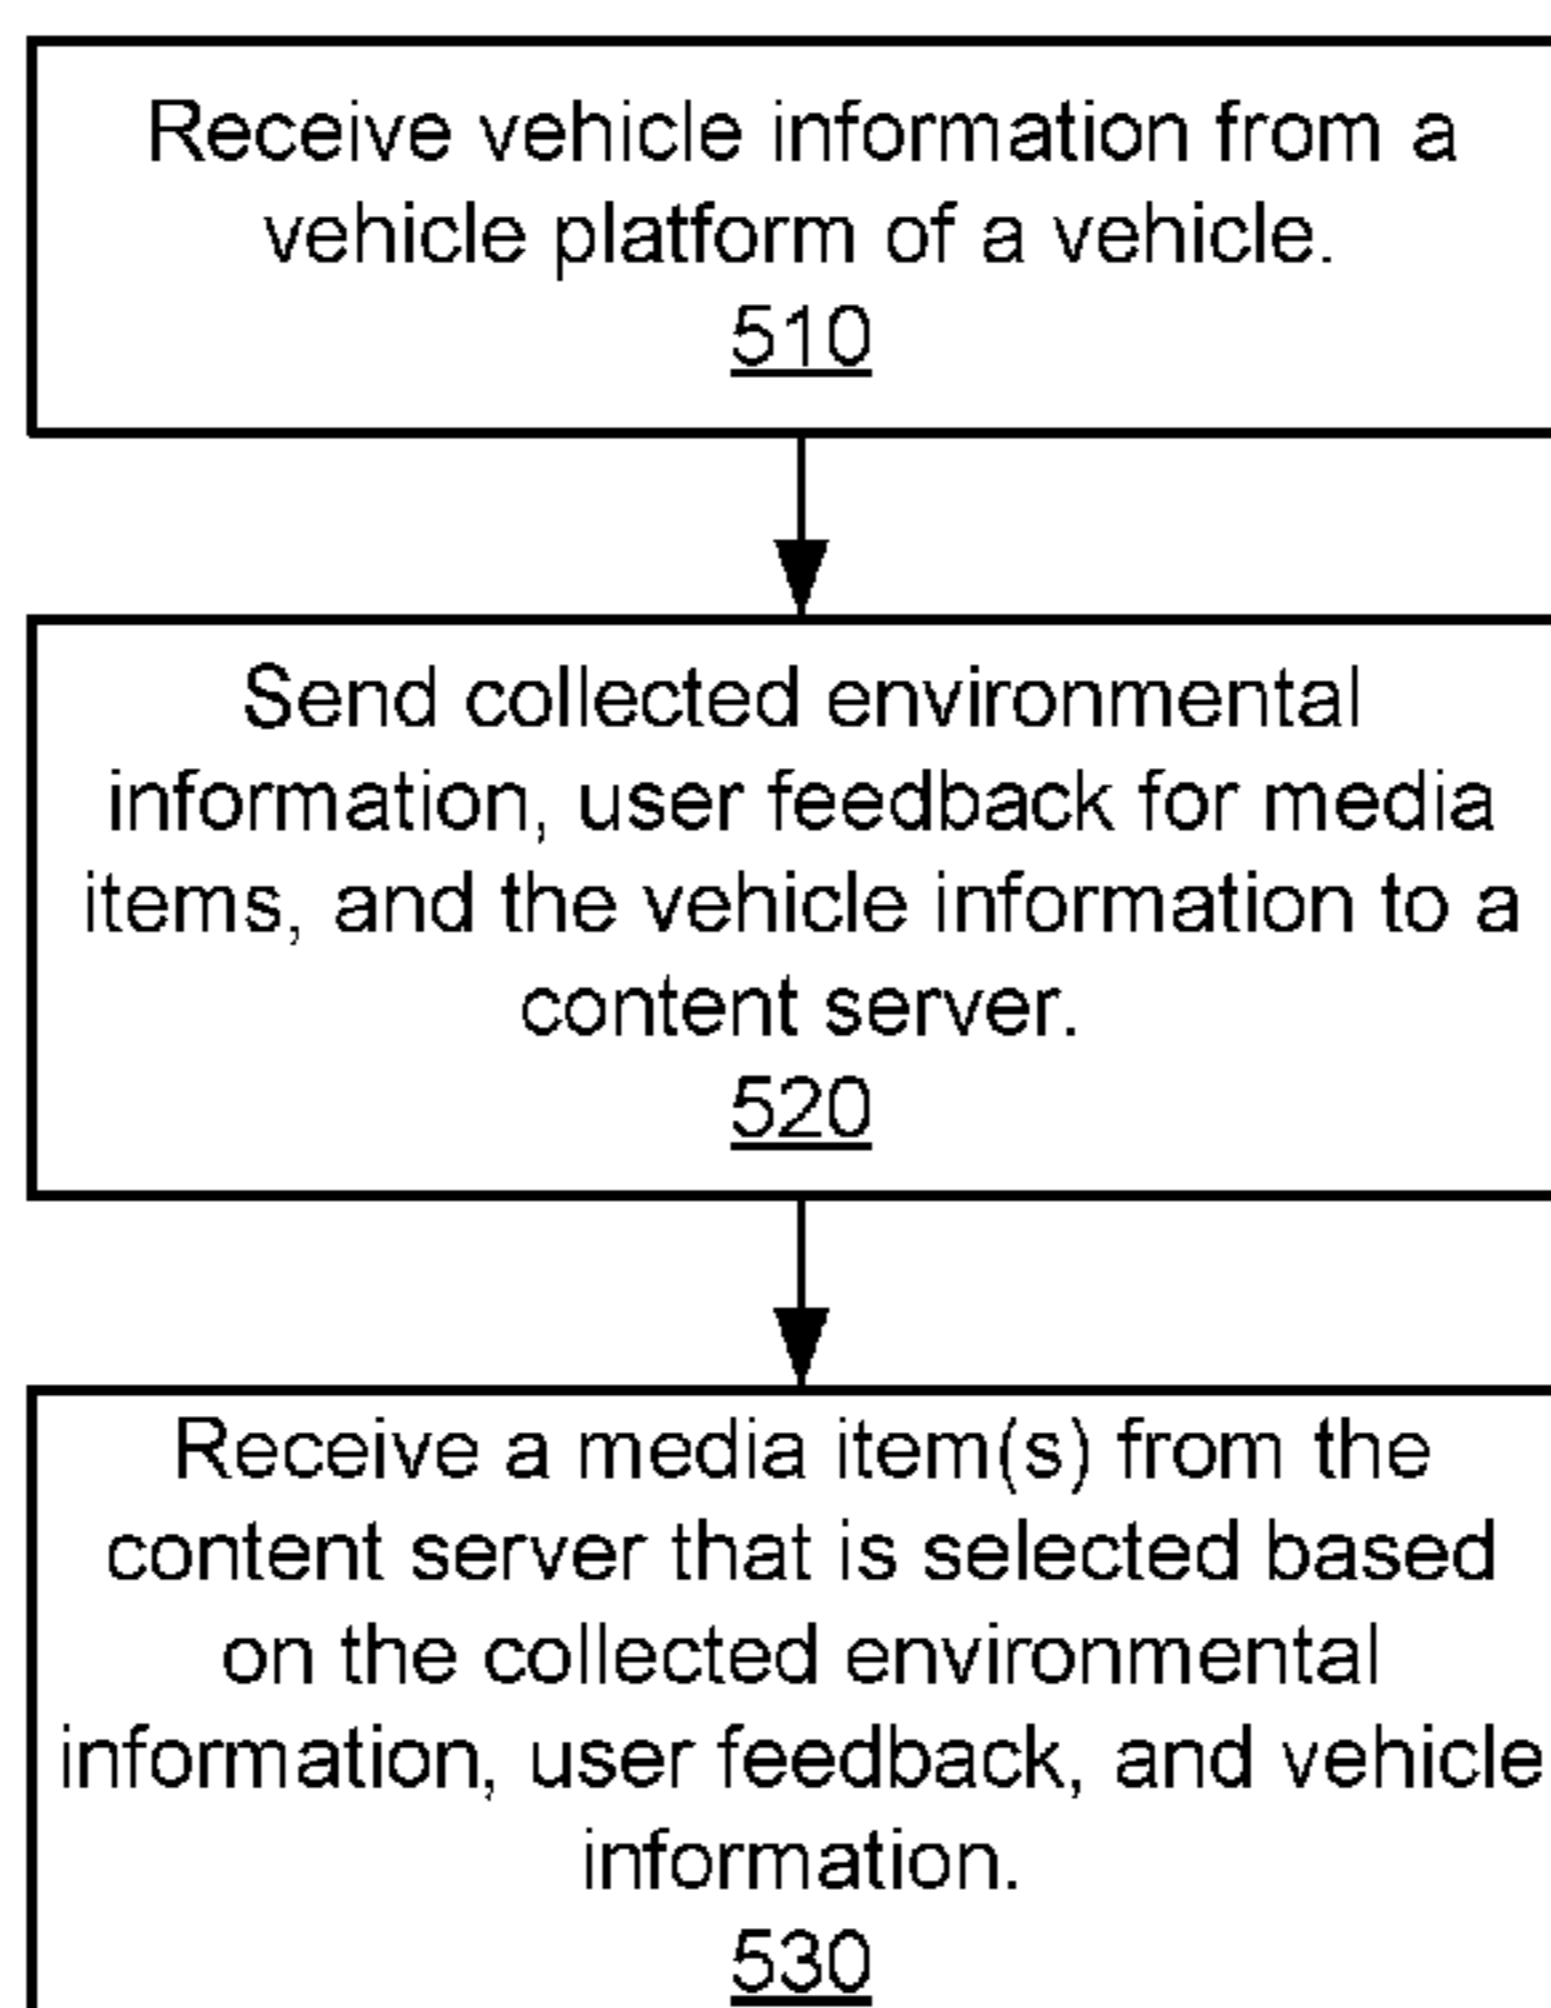 Receive vehicle information from a
vehicle platform of a vehicle.
510
Send collected environmental
information, user feedback for media
items, and the vehicle information to a
content server.
520
Receive a media item(s) from the
content server that is selected based
on the collected environmental
information, user feedback, and vehicle
information.
530